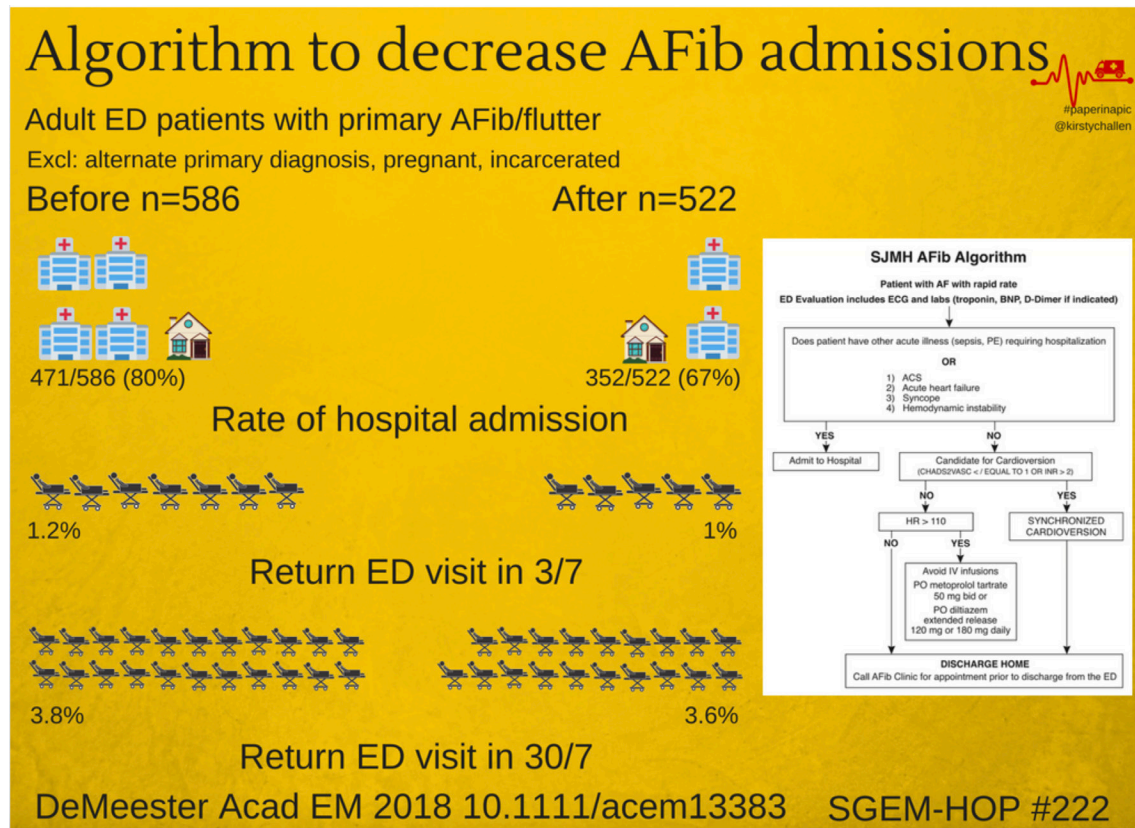 Algorithm to decrease AFib admissions
#paperinapic
@kirstychallen
Adult ED patients with primary AFib/flutter
Excl: alternate primary diagnosis, pregnant, incarcerated
Before n=586
After n=522
471/586 (80%)
352/522 (67%)
Rate of hospital admission
1.2%
1%
Return ED visit in 3/7
3.8%
3.6%
Return ED visit in 30/7
SJMH AFib Algorithm
Patient with AF with rapid rate
ED Evaluation includes ECG and labs (troponin, BNP, D-Dimer if indicated)
Does patient have other acute illness (sepsis, PE) requiring hospitalization
OR
1) ACS
2) Acute heart failure
3) Syncope
4) Hemodynamic instability
YES
NO
Admit to Hospital
Candidate for Cardioversion
(CHADS2VASC < / EQUAL TO 1 OR INR > 2)
NO
YES
HR > 110
SYNCHRONIZED
CARDIOVERSION
NO
YES
Avoid IV infusions
PO metoprolol tartrate
50 mg bid or
PO diltiazem
extended release
120 mg or 180 mg daily
DISCHARGE HOME
Call AFib Clinic for appointment prior to discharge from the ED
DeMeester Acad EM 2018 10.1111/acem13383
SGEM-HOP #222